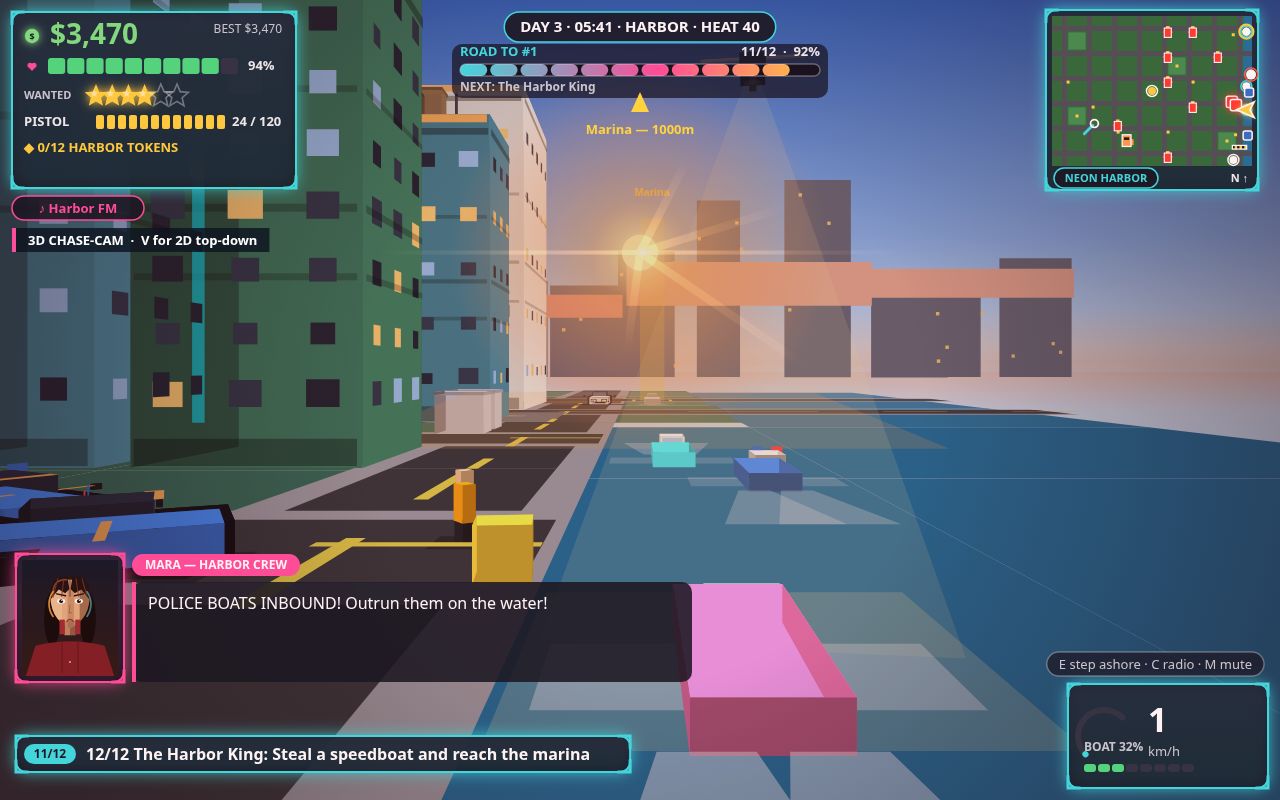 $ $3,470 BEST $3,470
94%
WANTED
PISTOL 24 / 120
◆ 0/12 HARBOR TOKENS
♪ Harbor FM
3D CHASE-CAM · V for 2D top-down
DAY 3 · 05:41 · HARBOR · HEAT 40
ROAD TO #1 11/12 · 92%
NEXT: The Harbor King
Marina — 1000m
Marina
NEON HARBOR N ↑
MARA — HARBOR CREW
POLICE BOATS INBOUND! Outrun them on the water!
11/12 12/12 The Harbor King: Steal a speedboat and reach the marina
E step ashore · C radio · M mute
1
BOAT 32% km/h